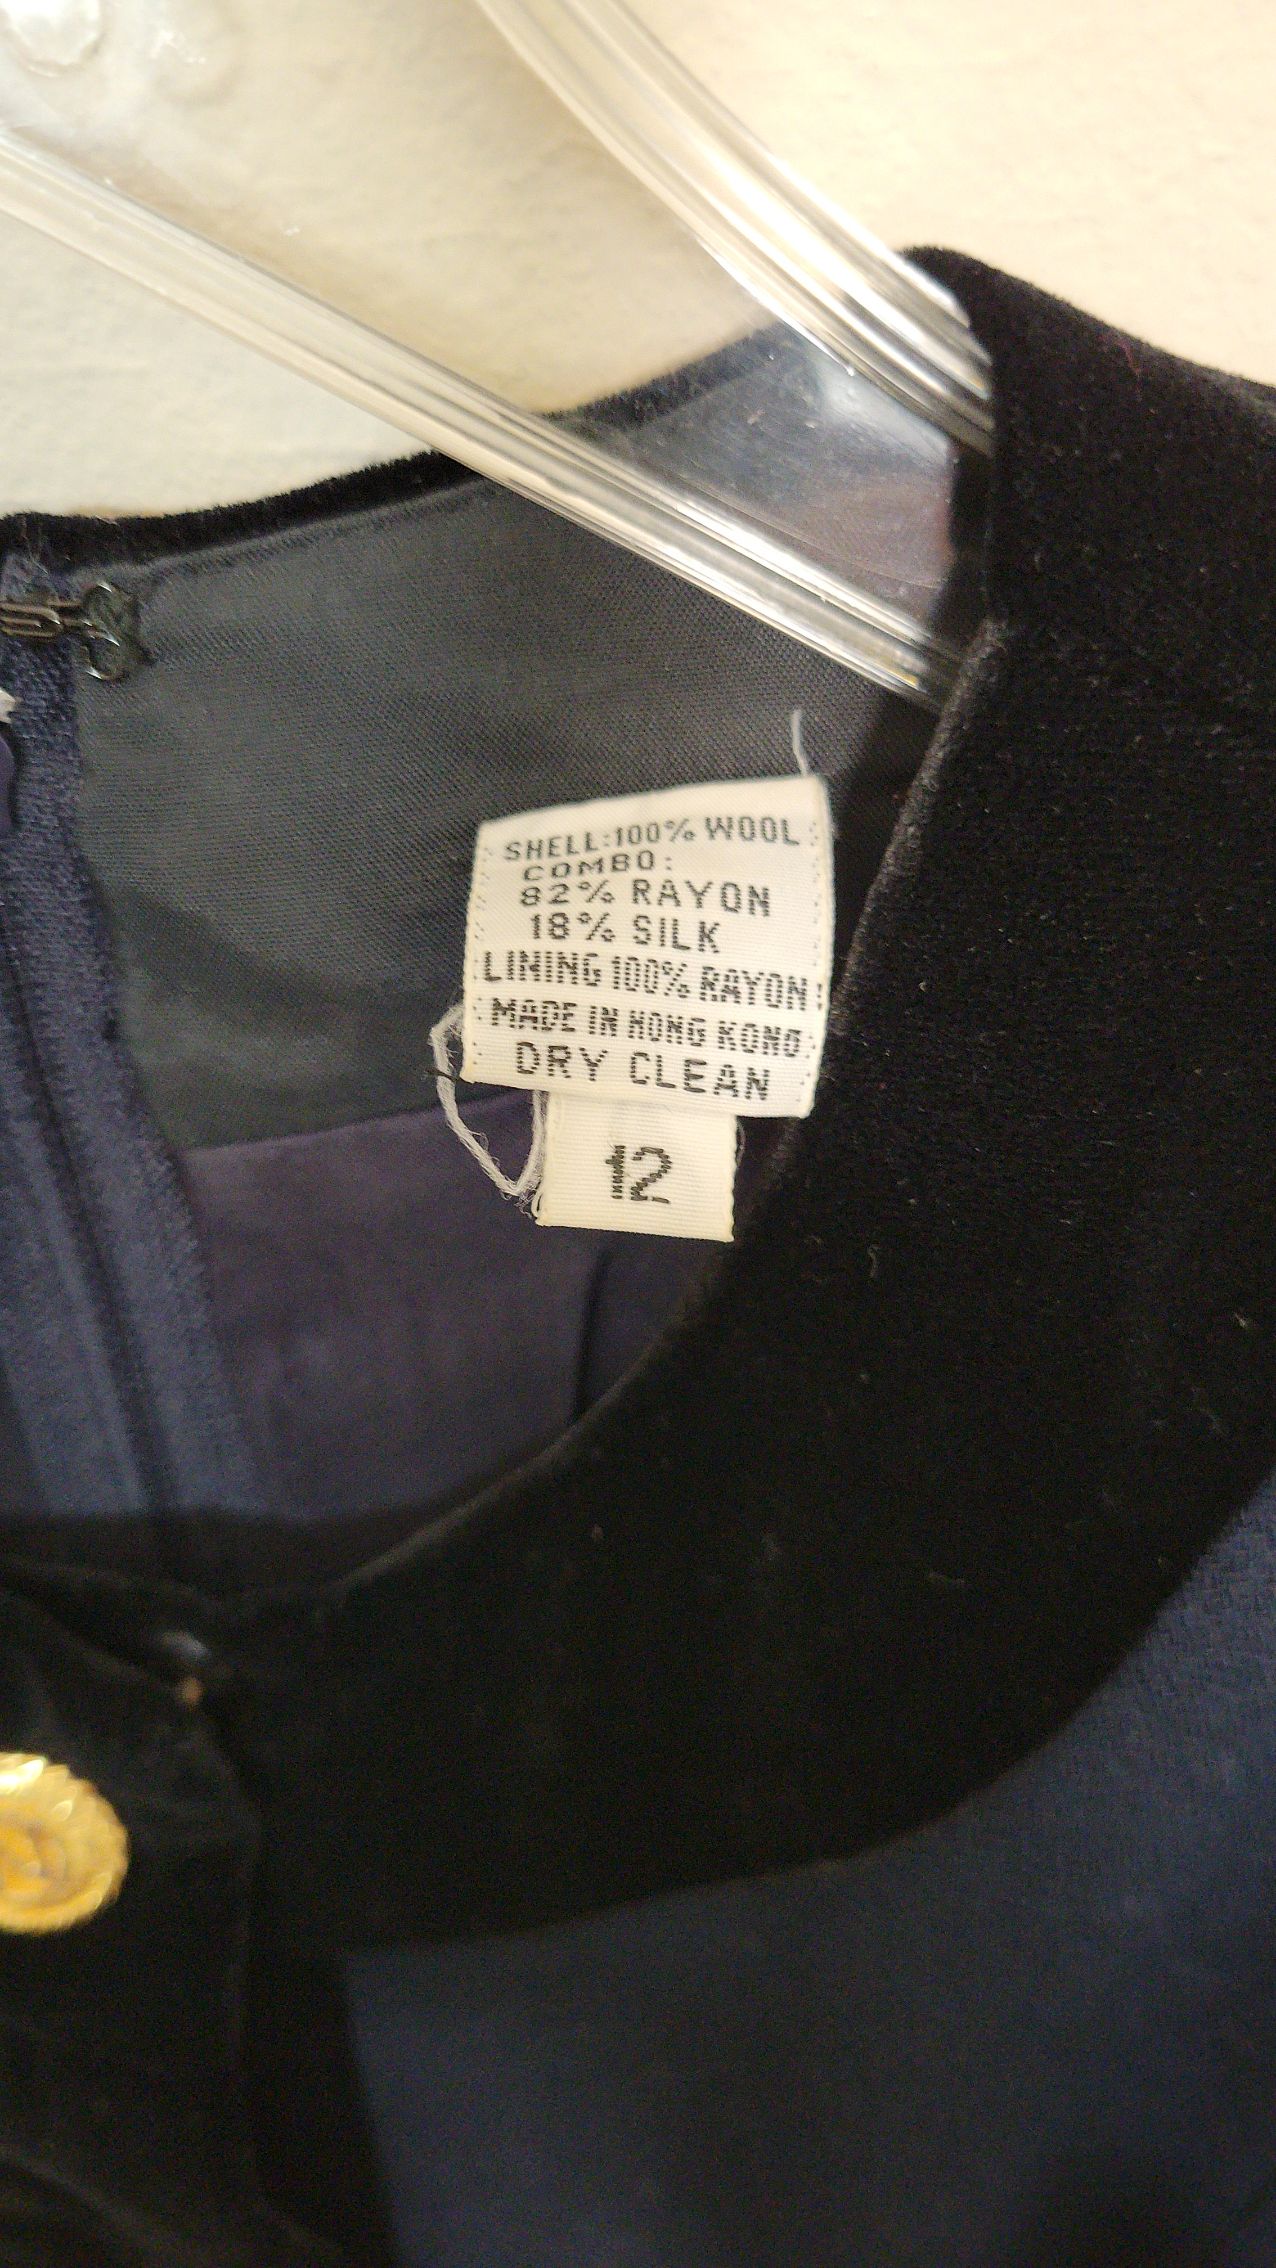 SHELL:100% WOOL
COMBO:
82% RAYON
18% SILK
LINING 100% RAYON
MADE IN HONG KONG
DRY CLEAN
12